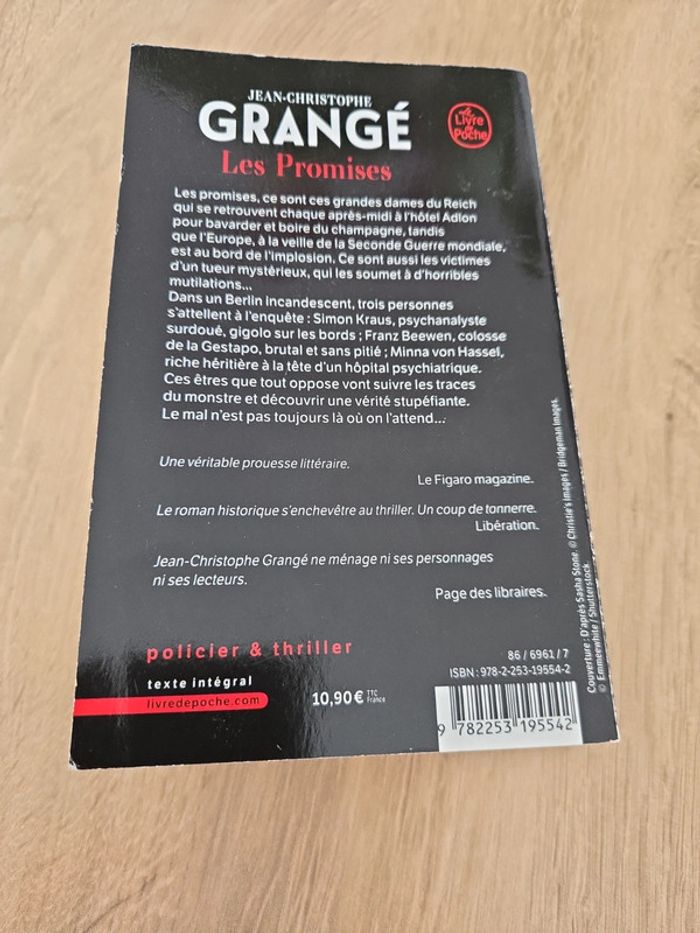 JEAN-CHRISTOPHE
GRANGÉ
Le Livre de Poche
Les Promises
Les promises, ce sont ces grandes dames du Reich
qui se retrouvent chaque après-midi à l'hôtel Adlon
pour bavarder et boire du champagne, tandis
que l'Europe, à la veille de la Seconde Guerre mondiale,
est au bord de l'implosion. Ce sont aussi les victimes
d'un tueur mystérieux, qui les soumet à d'horribles
mutilations...
Dans un Berlin incandescent, trois personnes
s'attellent à l'enquête : Simon Kraus, psychanalyste
surdoué, gigolo sur les bords ; Franz Beewen, colosse
de la Gestapo, brutal et sans pitié ; Minna von Hassel,
riche héritière à la tête d'un hôpital psychiatrique.
Ces êtres que tout oppose vont suivre les traces
du monstre et découvrir une vérité stupéfiante.
Le mal n'est pas toujours là où on l'attend...
Une véritable prouesse littéraire.
Le Figaro magazine.
Le roman historique s'enchevêtre au thriller. Un coup de tonnerre.
Libération.
Jean-Christophe Grangé ne ménage ni ses personnages
ni ses lecteurs.
Page des libraires.
policier & thriller
texte intégral
livredepoche.com
10,90 € TTC France
86 / 6961 / 7
ISBN : 978-2-253-19554-2
9 782253 195542
Couverture : D'après Sasha Stone. © Christie's Images / Bridgeman Images.
© Emmeewhite / Shutterstock.